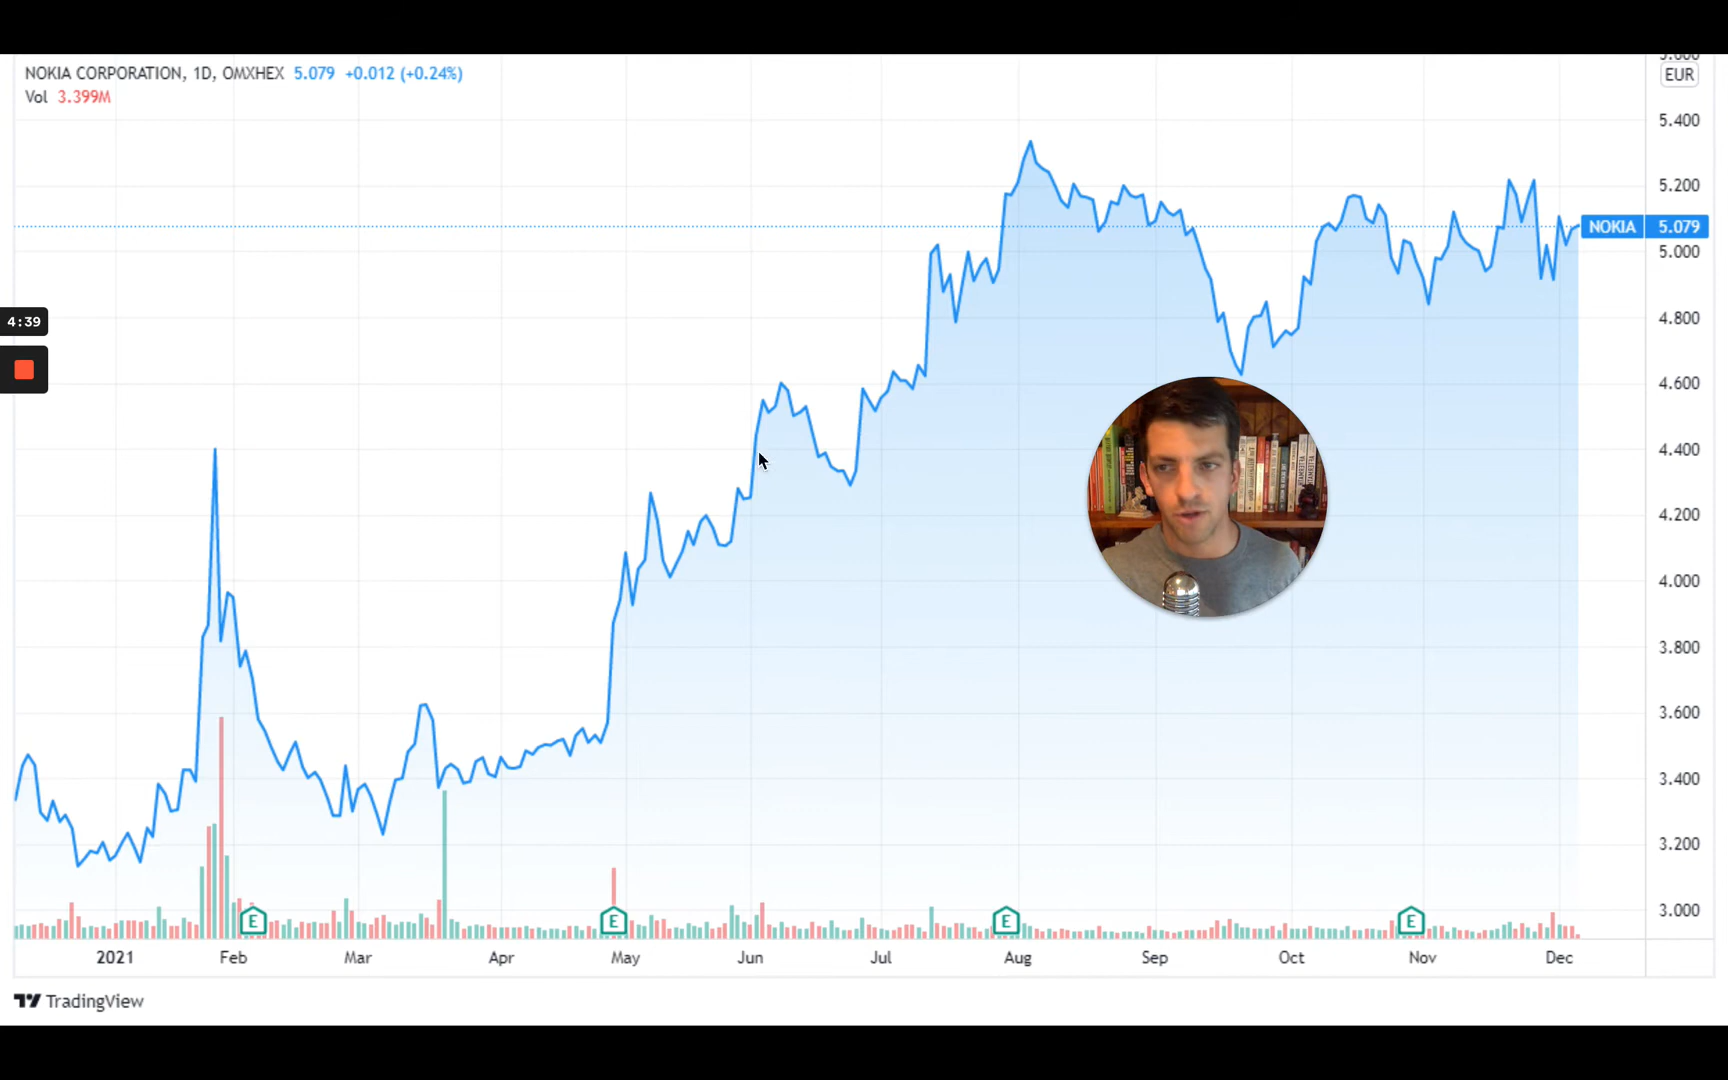 NOKIA CORPORATION, 1D, OMXHEX 5.079 +0.012 (+0.24%)
Vol 3.399M
EUR
5.400
5.200
NOKIA 5.079
5.000
4:39
4.800
4.600
4.400
4.200
4.000
3.800
3.600
3.400
3.200
3.000
E E E E
2021 Feb Mar Apr May Jun Jul Aug Sep Oct Nov Dec
TradingView